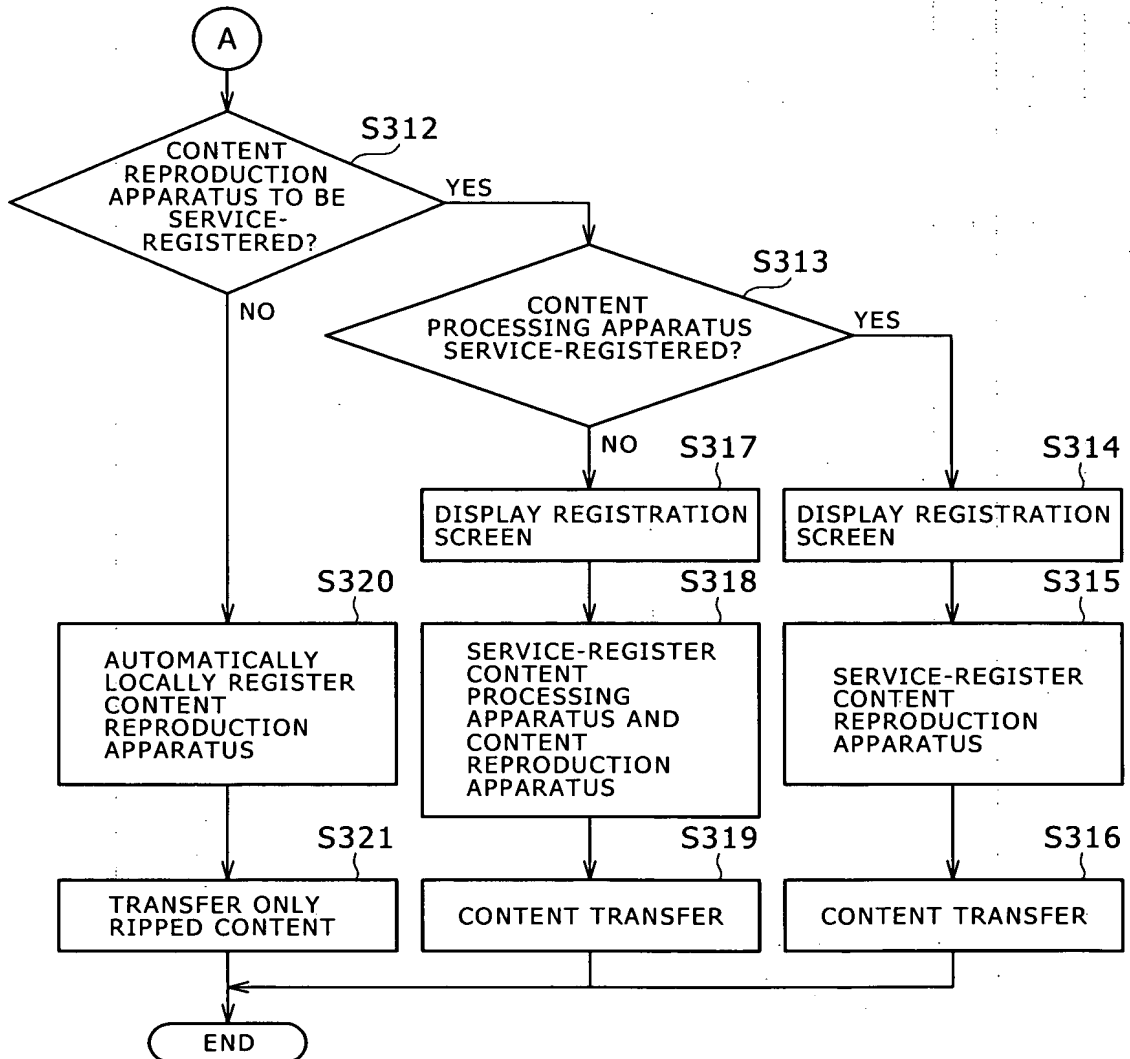 A
S312
CONTENT
REPRODUCTION
APPARATUS TO BE
SERVICE-
REGISTERED?
YES
NO
S313
CONTENT
PROCESSING APPARATUS
SERVICE-REGISTERED?
YES
NO
S317
DISPLAY REGISTRATION
SCREEN
S314
DISPLAY REGISTRATION
SCREEN
S320
AUTOMATICALLY
LOCALLY REGISTER
CONTENT
REPRODUCTION
APPARATUS
S318
SERVICE-REGISTER
CONTENT
PROCESSING
APPARATUS AND
CONTENT
REPRODUCTION
APPARATUS
S315
SERVICE-REGISTER
CONTENT
REPRODUCTION
APPARATUS
S321
TRANSFER ONLY
RIPPED CONTENT
S319
CONTENT TRANSFER
S316
CONTENT TRANSFER
END